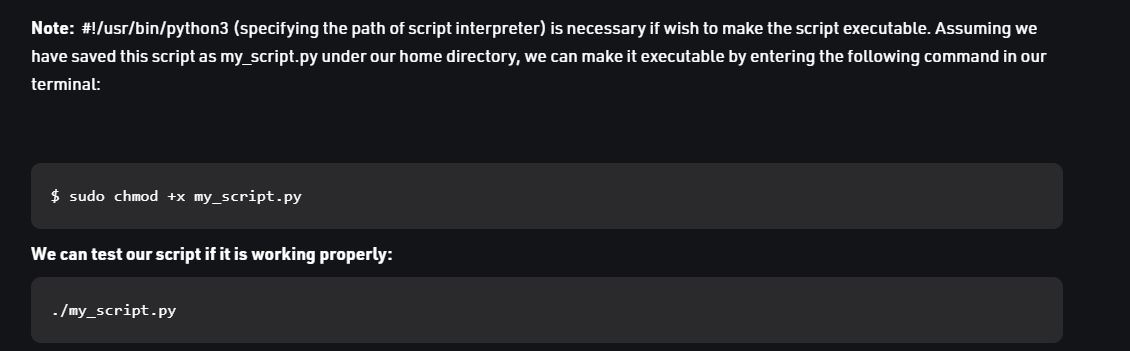 Note: #!/usr/bin/python3 (specifying the path of script interpreter) is necessary if wish to make the script executable. Assuming we
have saved this script as my_script.py under our home directory, we can make it executable by entering the following command in our
terminal:
$ sudo chmod +x my_script.py
We can test our script if it is working properly:
./my_script.py